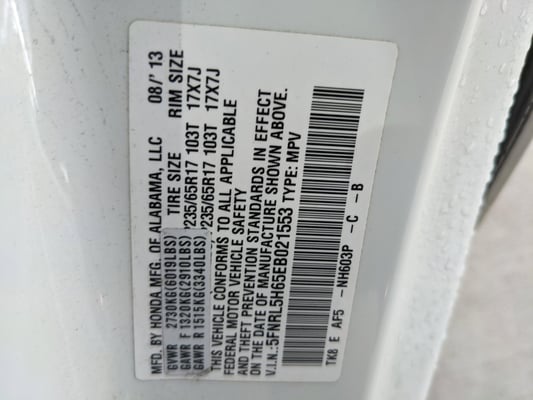 MFD. BY HONDA MFG. OF ALABAMA, LLC 08/'13
GVWR 2730KG(6019LBS) TIRE SIZE RIM SIZE
GAWR F 1320KG(2910LBS) P235/65R17 103T 17X7J
GAWR R 1515KG(3340LBS) P235/65R17 103T 17X7J
THIS VEHICLE CONFORMS TO ALL APPLICABLE
FEDERAL MOTOR VEHICLE SAFETY
AND THEFT PREVENTION STANDARDS IN EFFECT
ON THE DATE OF MANUFACTURE SHOWN ABOVE.
V.I.N.:5FNRL5H65EB021553 TYPE: MPV
TK8 E AF5 -NH603P -C -B